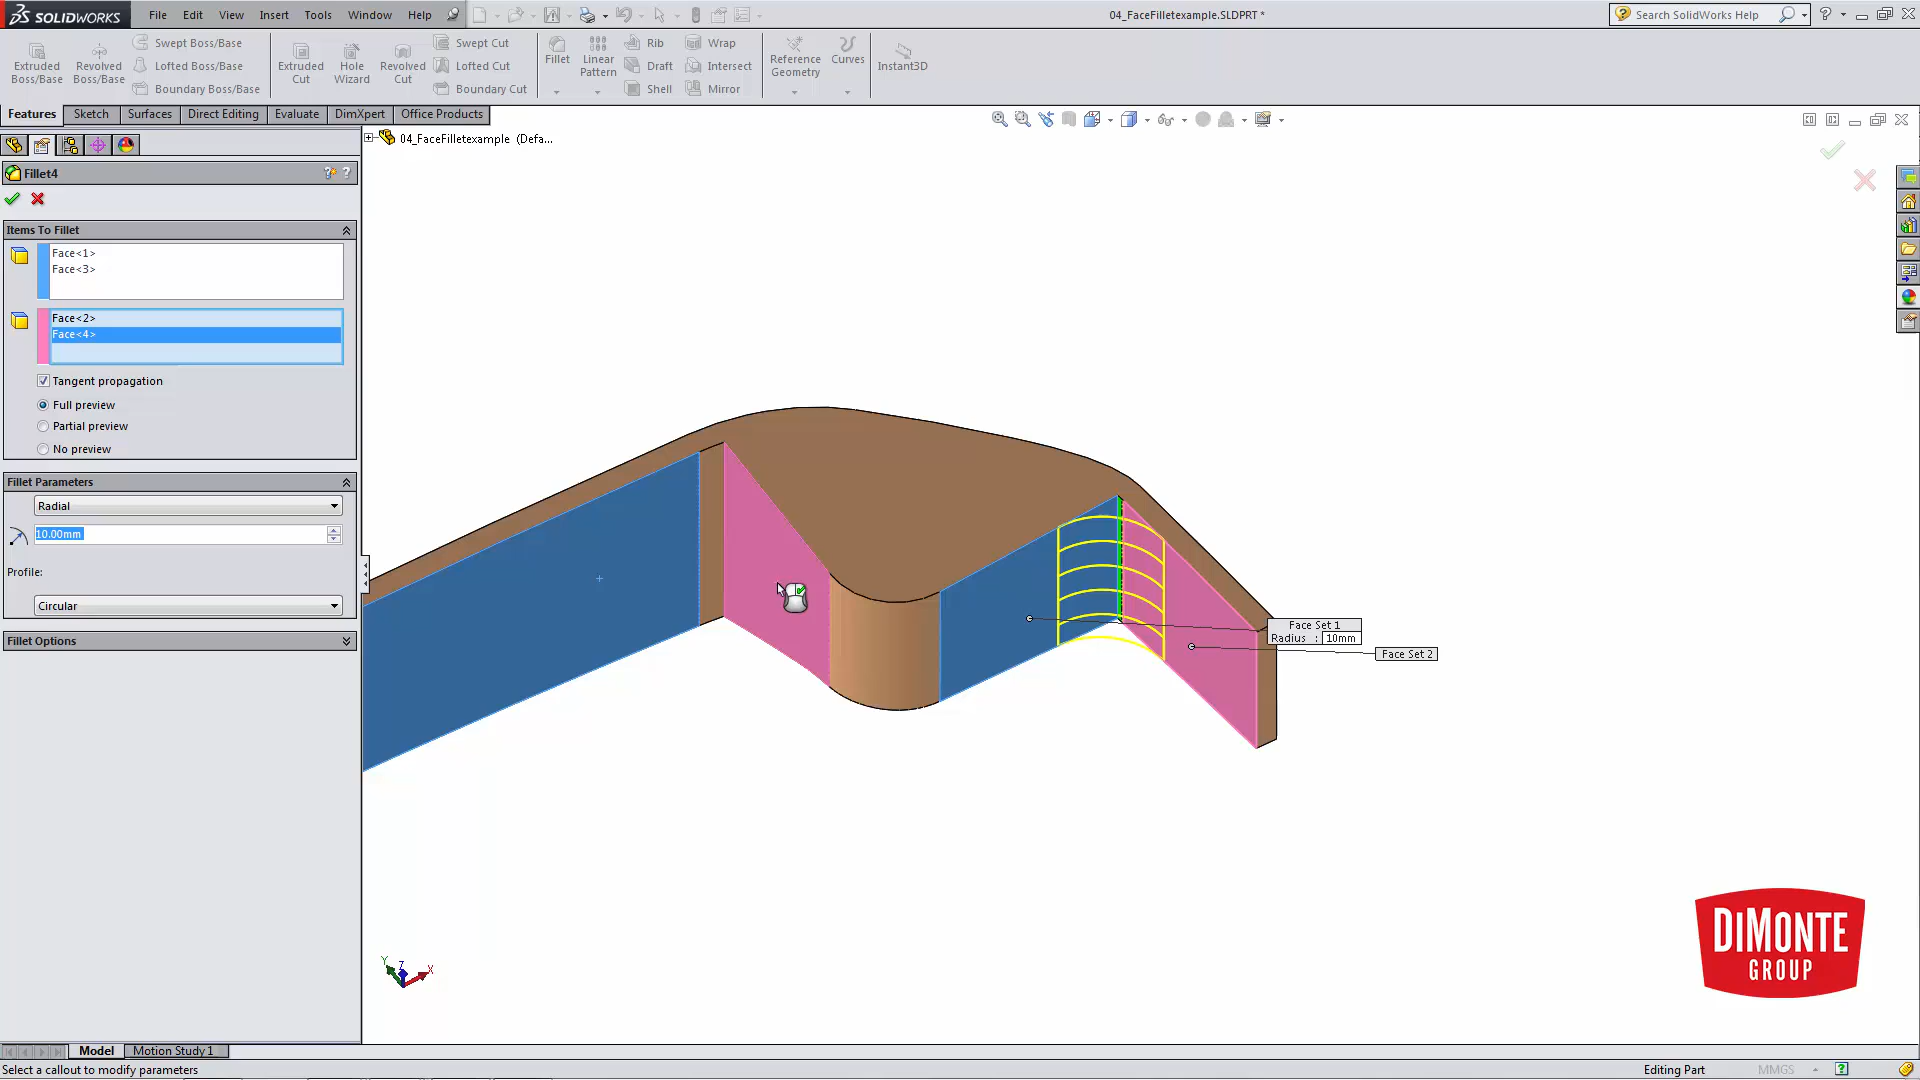 SOLIDWORKS File Edit View Insert Tools Window Help 04_FaceFilletexample.SLDPRT * Search SolidWorks Help
Extruded Boss/Base
Revolved Boss/Base
Swept Boss/Base
Lofted Boss/Base
Boundary Boss/Base
Extruded Cut
Hole Wizard
Revolved Cut
Swept Cut
Lofted Cut
Boundary Cut
Fillet
Linear Pattern
Rib
Draft
Shell
Wrap
Intersect
Mirror
Reference Geometry
Curves
Instant3D
Features Sketch Surfaces Direct Editing Evaluate DimXpert Office Products
04_FaceFilletexample (Defa...
Fillet4
Items To Fillet
Face<1>
Face<3>
Face<2>
Face<4>
Tangent propagation
Full preview
Partial preview
No preview
Fillet Parameters
Radial
10.00mm
Profile:
Circular
Fillet Options
Face Set 1
Radius : 10mm
Face Set 2
Y Z X
DIMONTE
GROUP
Model Motion Study 1
Select a callout to modify parameters Editing Part MMGS